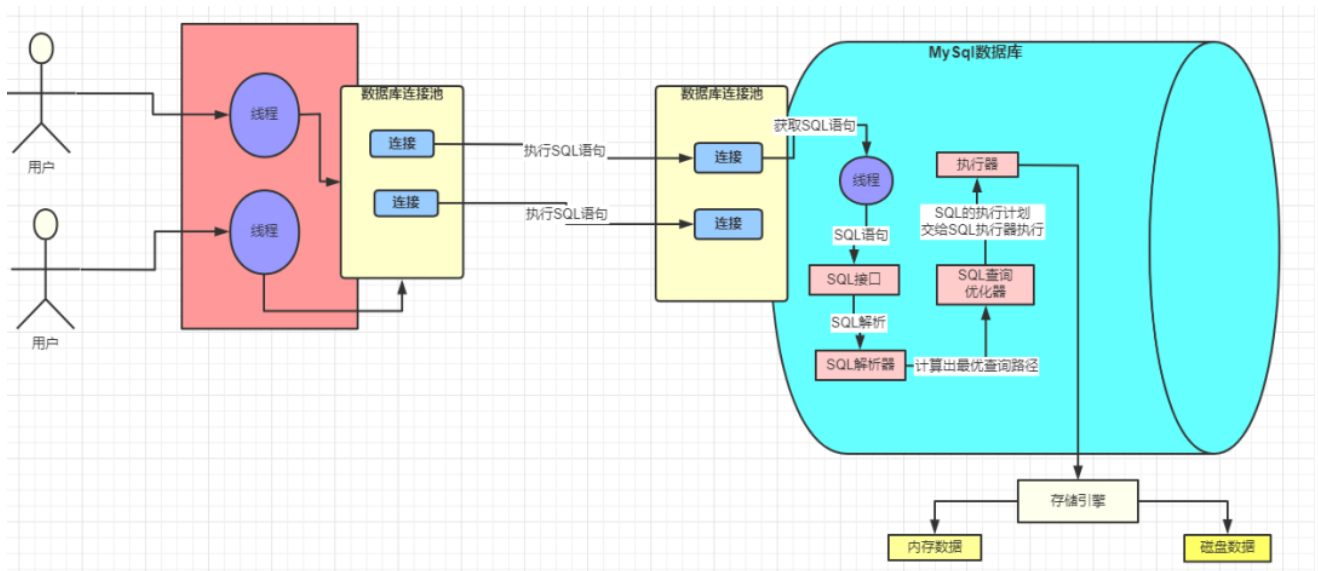 用户
用户
线程
线程
数据库连接池
连接
连接
执行SQL语句
执行SQL语句
数据库连接池
连接
连接
MySql数据库
获取SQL语句
线程
SQL语句
SQL接口
SQL解析
SQL解析器
计算出最优查询路径
SQL查询
优化器
SQL的执行计划
交给SQL执行器执行
执行器
存储引擎
内存数据
磁盘数据